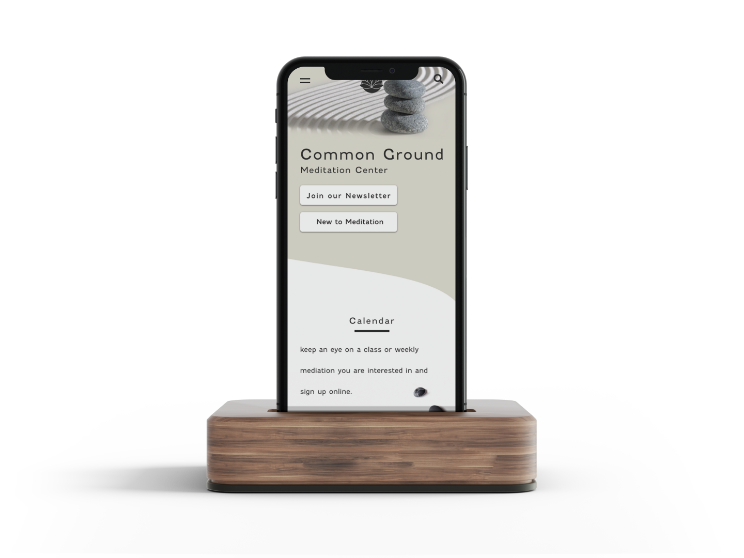 Common Ground
Meditation Center
Join our Newsletter
New to Meditation
Calendar
keep an eye on a class or weekly
mediation you are interested in and
sign up online.